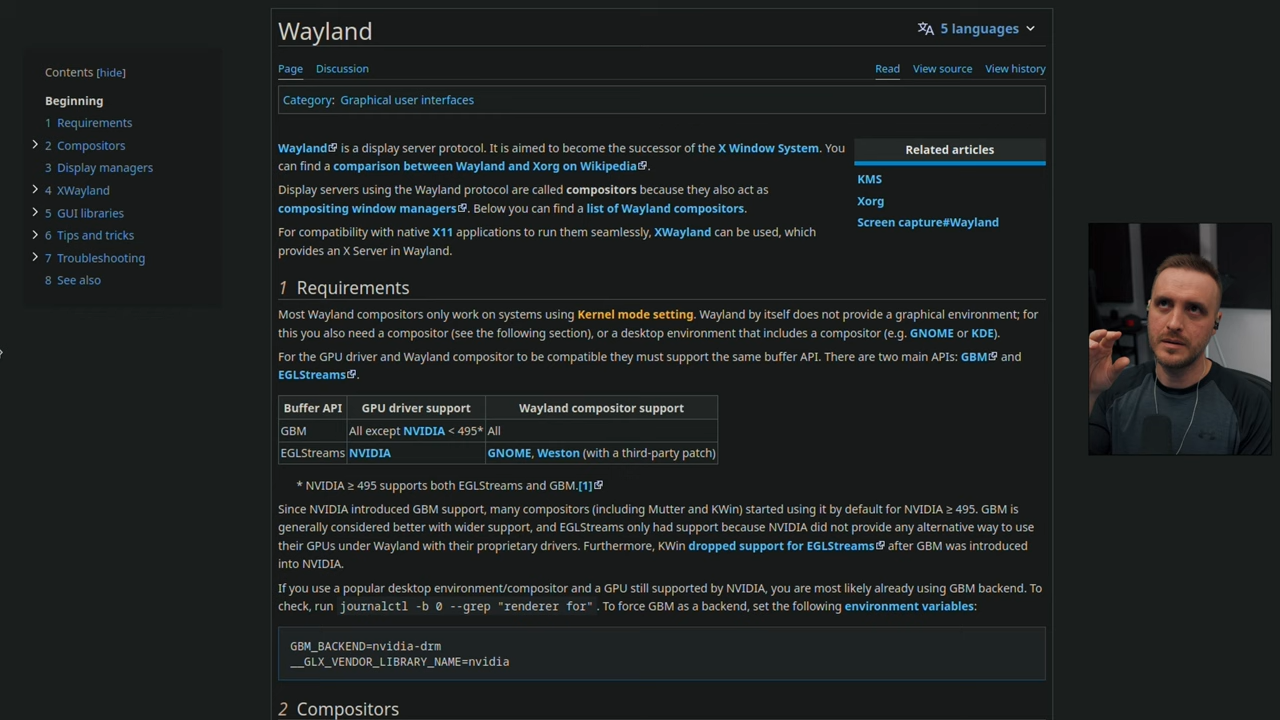 Contents [hide]
Beginning
1 Requirements
2 Compositors
3 Display managers
4 XWayland
5 GUI libraries
6 Tips and tricks
7 Troubleshooting
8 See also
Wayland
5 languages
Page Discussion
Read View source View history
Category: Graphical user interfaces
Wayland is a display server protocol. It is aimed to become the successor of the X Window System. You
can find a comparison between Wayland and Xorg on Wikipedia.
Display servers using the Wayland protocol are called compositors because they also act as
compositing window managers. Below you can find a list of Wayland compositors.
For compatibility with native X11 applications to run them seamlessly, XWayland can be used, which
provides an X Server in Wayland.
Related articles
KMS
Xorg
Screen capture#Wayland
1 Requirements
Most Wayland compositors only work on systems using Kernel mode setting. Wayland by itself does not provide a graphical environment; for
this you also need a compositor (see the following section), or a desktop environment that includes a compositor (e.g. GNOME or KDE).
For the GPU driver and Wayland compositor to be compatible they must support the same buffer API. There are two main APIs: GBM and
EGLStreams.
Buffer API GPU driver support Wayland compositor support
GBM All except NVIDIA < 495* All
EGLStreams NVIDIA GNOME, Weston (with a third-party patch)
* NVIDIA ≥ 495 supports both EGLStreams and GBM.[1]
Since NVIDIA introduced GBM support, many compositors (including Mutter and KWin) started using it by default for NVIDIA ≥ 495. GBM is
generally considered better with wider support, and EGLStreams only had support because NVIDIA did not provide any alternative way to use
their GPUs under Wayland with their proprietary drivers. Furthermore, KWin dropped support for EGLStreams after GBM was introduced
into NVIDIA.
If you use a popular desktop environment/compositor and a GPU still supported by NVIDIA, you are most likely already using GBM backend. To
check, run journalctl -b 0 --grep "renderer for". To force GBM as a backend, set the following environment variables:
GBM_BACKEND=nvidia-drm
__GLX_VENDOR_LIBRARY_NAME=nvidia
2 Compositors